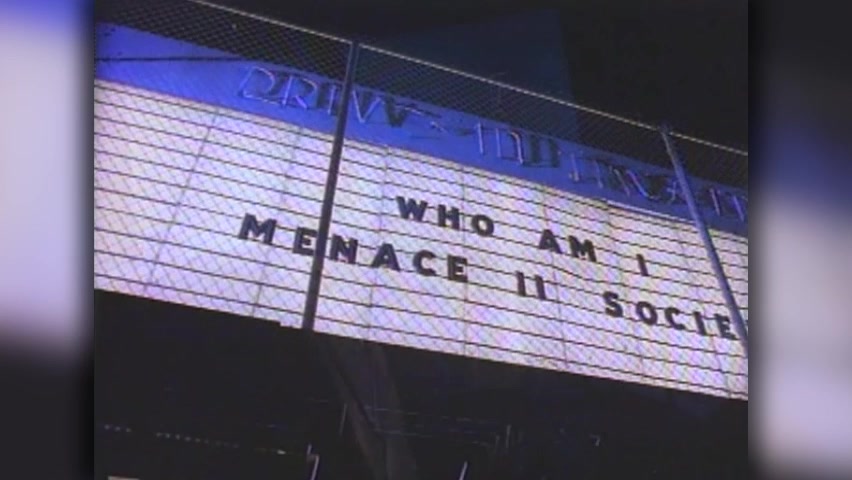 WHO AM I
MENACE II SOCIE